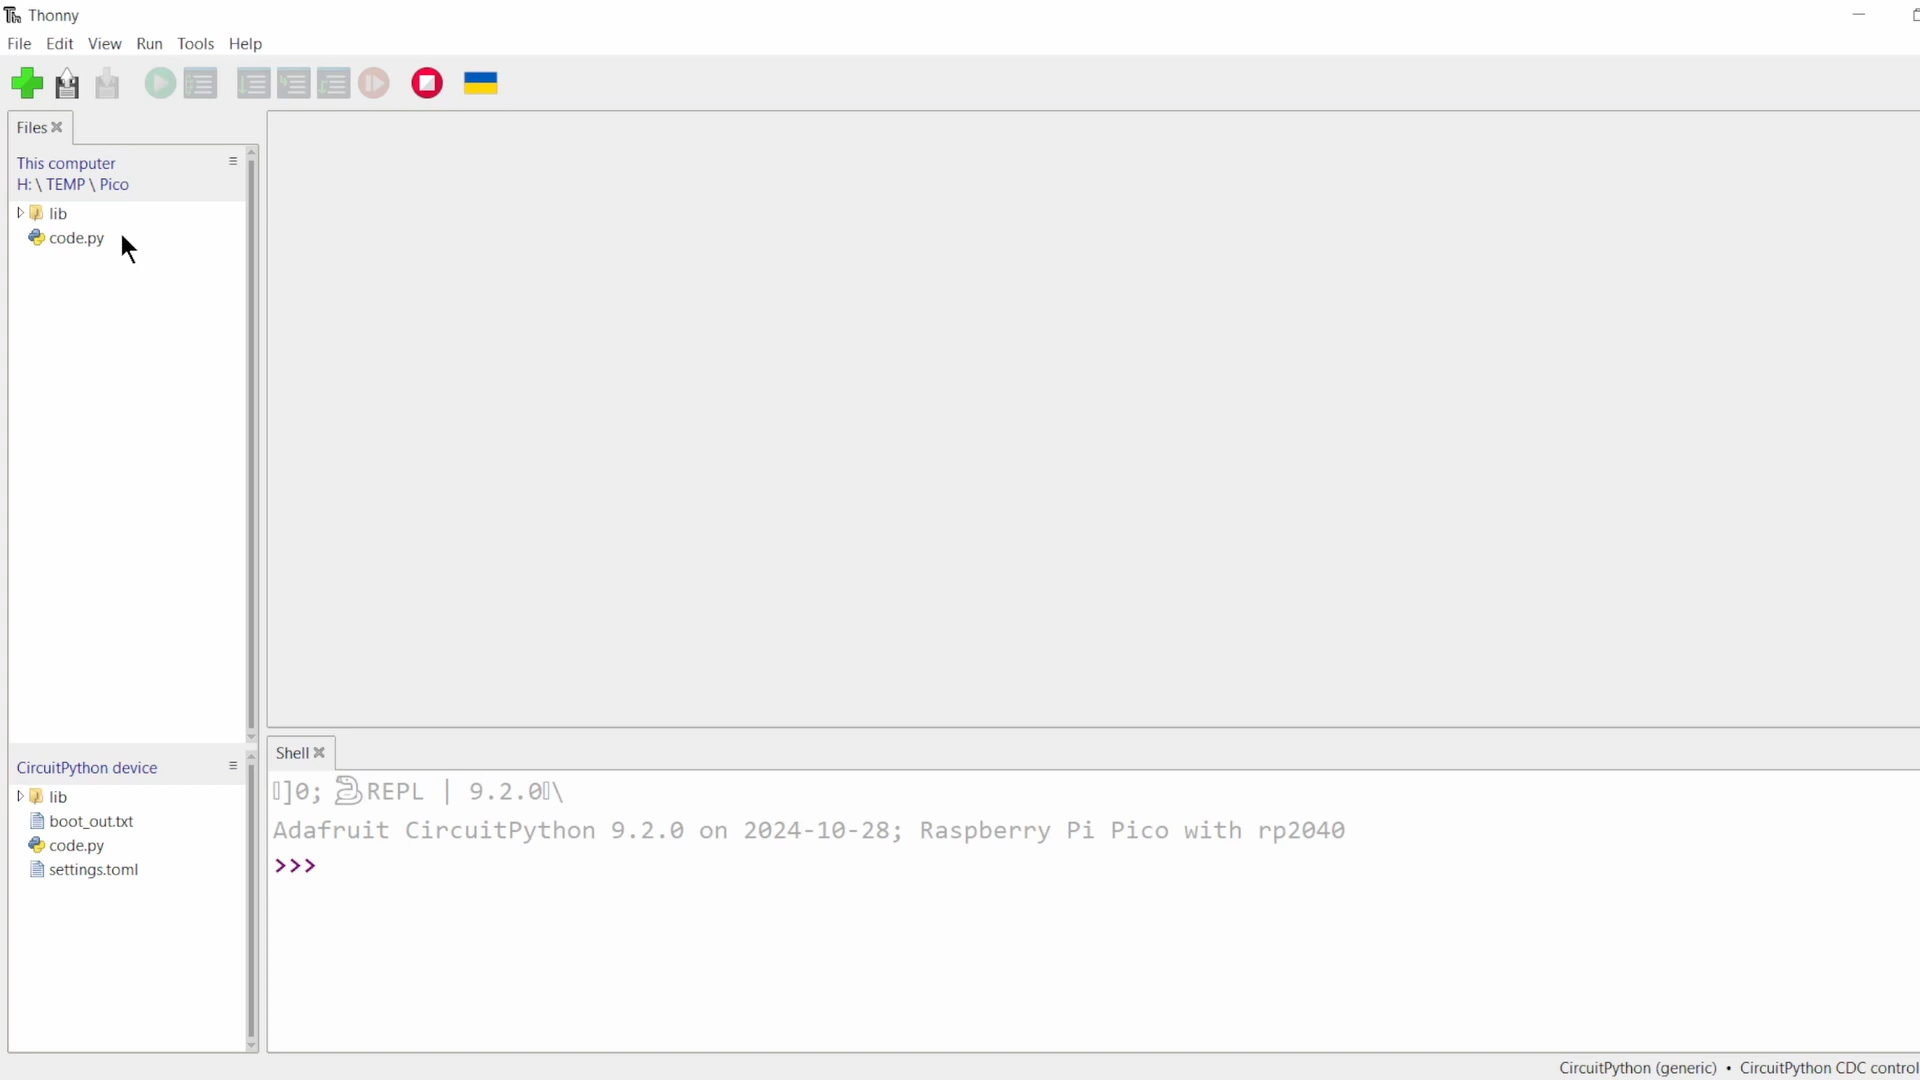 Thonny
File Edit View Run Tools Help
Files
This computer
H: \ TEMP \ Pico
lib
code.py
CircuitPython device
lib
boot_out.txt
code.py
settings.toml
Shell
]0; 🐍REPL | 9.2.0\
Adafruit CircuitPython 9.2.0 on 2024-10-28; Raspberry Pi Pico with rp2040
>>>
CircuitPython (generic) • CircuitPython CDC control